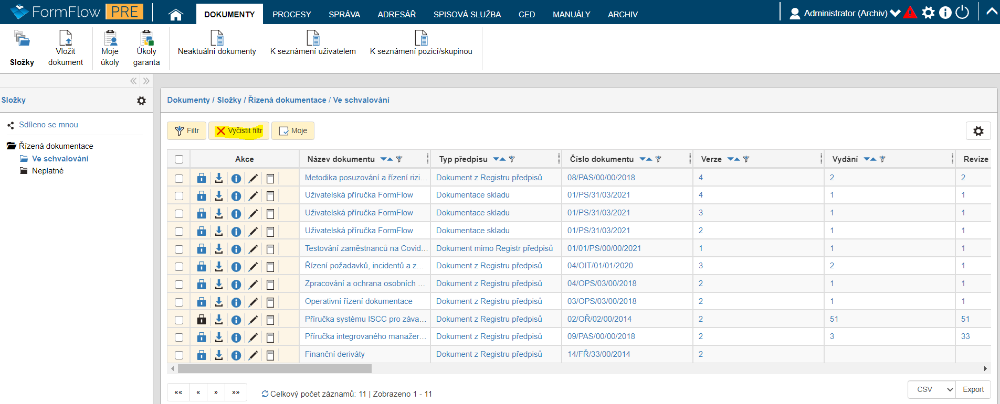 FormFlow PRE DOKUMENTY PROCESY SPRÁVA ADRESÁŘ SPISOVÁ SLUŽBA CED MANUÁLY ARCHIV Administrator (Archiv)
Složky
Vložit dokument
Moje úkoly
Úkoly garanta
Neaktuální dokumenty
K seznámení uživatelem
K seznámení pozicí/skupinou
Složky
Sdíleno se mnou
Řízená dokumentace
Ve schvalování
Neplatné
Dokumenty / Složky / Řízená dokumentace / Ve schvalování
Filtr Vyčistit filtr Moje
Akce Název dokumentu Typ předpisu Číslo dokumentu Verze Vydání Revize
Metodika posuzování a řízení rizi... Dokument z Registru předpisů 08/PAS/00/00/2018 4 2 2
Uživatelská příručka FormFlow Dokumentace skladu 01/PS/31/03/2021 4 1 1
Uživatelská příručka FormFlow Dokumentace skladu 01/PS/31/03/2021 3 1 1
Uživatelská příručka FormFlow Dokumentace skladu 01/PS/31/03/2021 2 1 1
Testování zaměstnanců na Covid... Dokument mimo Registr předpisů 01/01/PS/00/00/2021 1 1 1
Řízení požadavků, incidentů a z... Dokument z Registru předpisů 04/OIT/01/01/2020 3 2 1
Zpracování a ochrana osobních ... Dokument z Registru předpisů 04/OPS/03/00/2018 2 1 1
Operativní řízení dokumentace Dokument z Registru předpisů 03/OPS/03/00/2018 2 1 1
Příručka systému ISCC pro záva... Dokument z Registru předpisů 02/OŘ/02/00/2014 2 51 51
Příručka integrovaného manažer... Dokument z Registru předpisů 09/PAS/00/00/2018 2 3 33
Finanční deriváty Dokument z Registru předpisů 14/FŘ/33/00/2014 2
«« « » »» Celkový počet záznamů: 11 | Zobrazeno 1 - 11 CSV Export